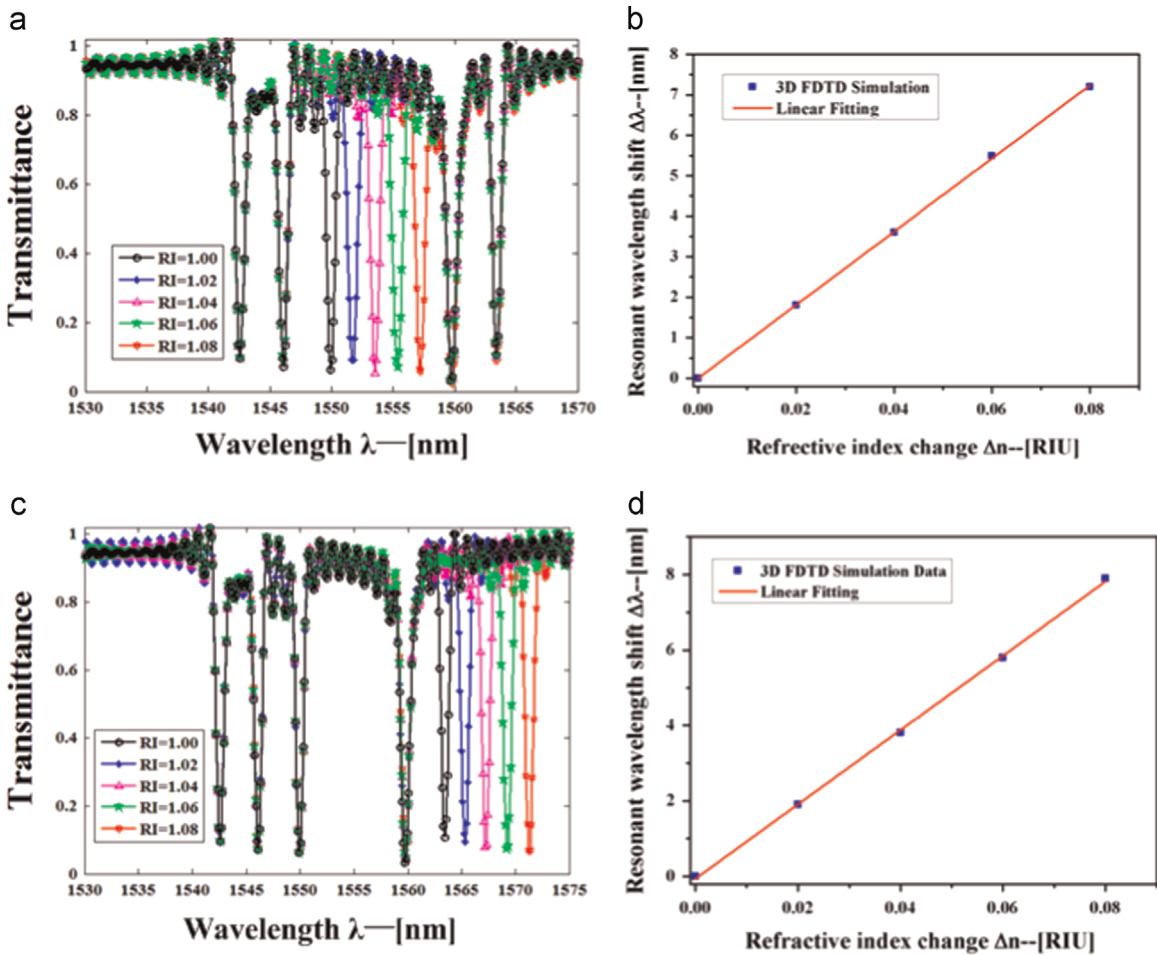 a
1
0.8
0.6
0.4
0.2
0
Transmittance
RI=1.00
RI=1.02
RI=1.04
RI=1.06
RI=1.08
1530 1535 1540 1545 1550 1555 1560 1565 1570
Wavelength λ—[nm]
b
8
7
6
5
4
3
2
1
0
Resonant wavelength shift Δλ--[nm]
3D FDTD Simulation
Linear Fitting
0.00 0.02 0.04 0.06 0.08
Refrective index change Δn--[RIU]
c
1
0.8
0.6
0.4
0.2
0
Transmittance
RI=1.00
RI=1.02
RI=1.04
RI=1.06
RI=1.08
1530 1535 1540 1545 1550 1555 1560 1565 1570 1575
Wavelength λ—[nm]
d
8
6
4
2
0
Resonant wavelength shift Δλ--[nm]
3D FDTD Simulation Data
Linear Fitting
0.00 0.02 0.04 0.06 0.08
Refractive index change Δn--[RIU]